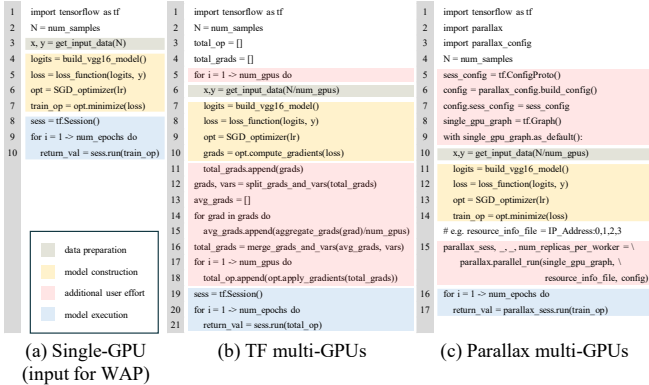 1 import tensorflow as tf
2 N = num_samples
3 x, y = get_input_data(N)
4 logits = build_vgg16_model()
5 loss = loss_function(logits, y)
6 opt = SGD_optimizer(lr)
7 train_op = opt.minimize(loss)
8 sess = tf.Session()
9 for i = 1 -> num_epochs do
10 return_val = sess.run(train_op)
data preparation
model construction
additional user effort
model execution
(a) Single-GPU
(input for WAP)
1 import tensorflow as tf
2 N = num_samples
3 total_op = []
4 total_grads = []
5 for i = 1 -> num_gpus do
6 x,y = get_input_data(N/num_gpus)
7 logits = build_vgg16_model()
8 loss = loss_function(logits, y)
9 opt = SGD_optimizer(lr)
10 grads = opt.compute_gradients(loss)
11 total_grads.append(grads)
12 grads, vars = split_grads_and_vars(total_grads)
13 avg_grads = []
14 for grad in grads do
15 avg_grads.append(aggregate_grads(grad)/num_gpus)
16 total_grads = merge_grads_and_vars(avg_grads, vars)
17 for i = 1 -> num_gpus do
18 total_op.append(opt.apply_gradients(total_grads))
19 sess = tf.Session()
20 for i = 1 -> num_epochs do
21 return_val = sess.run(total_op)
(b) TF multi-GPUs
1 import tensorflow as tf
2 import parallax
3 import parallax_config
4 N = num_samples
5 sess_config = tf.ConfigProto()
6 config = parallax_config.build_config()
7 config.sess_config = sess_config
8 single_gpu_graph = tf.Graph()
9 with single_gpu_graph.as_default():
10 x,y = get_input_data(N/num_gpus)
11 logits = build_vgg16_model()
12 loss = loss_function(logits, y)
13 opt = SGD_optimizer(lr)
14 train_op = opt.minimize(loss)
# e.g. resource_info_file = IP_Address:0,1,2,3
15 parallax_sess, _, _, num_replicas_per_worker = \
parallax.parallel_run(single_gpu_graph, \
resource_info_file, config)
16 for i = 1 -> num_epochs do
17 return_val = parallax_sess.run(train_op)
(c) Parallax multi-GPUs